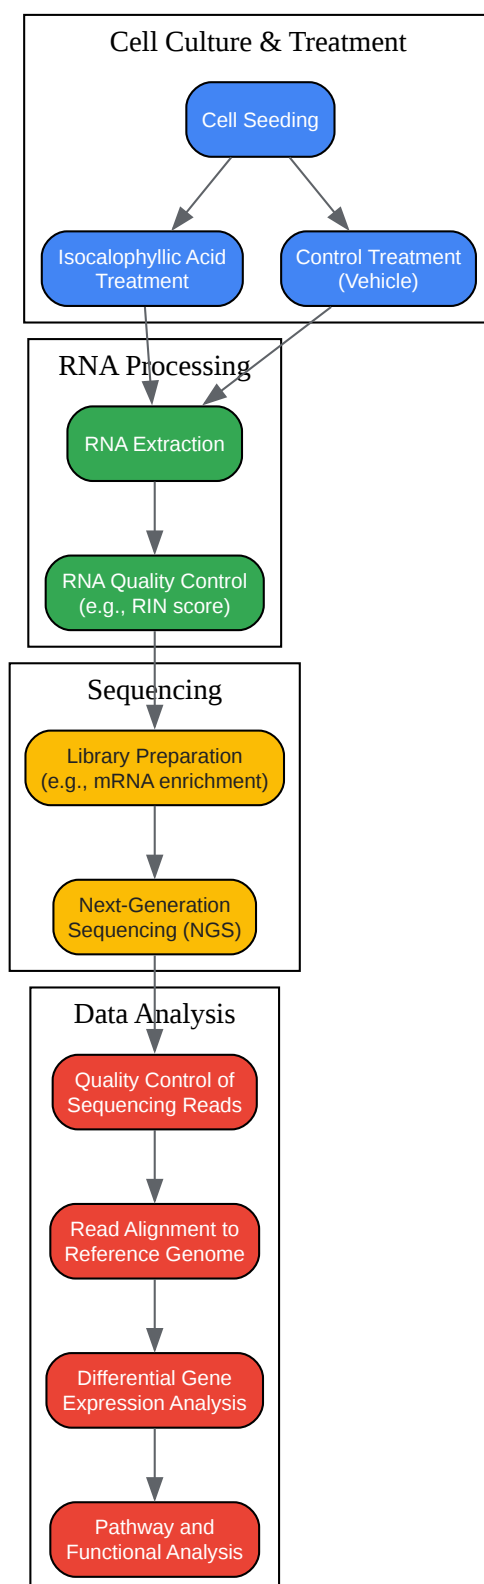 Cell Culture & Treatment
Cell Seeding
Isocalophyllic Acid
Treatment
Control Treatment
(Vehicle)
RNA Processing
RNA Extraction
RNA Quality Control
(e.g., RIN score)
Sequencing
Library Preparation
(e.g., mRNA enrichment)
Next-Generation
Sequencing (NGS)
Data Analysis
Quality Control of
Sequencing Reads
Read Alignment to
Reference Genome
Differential Gene
Expression Analysis
Pathway and
Functional Analysis